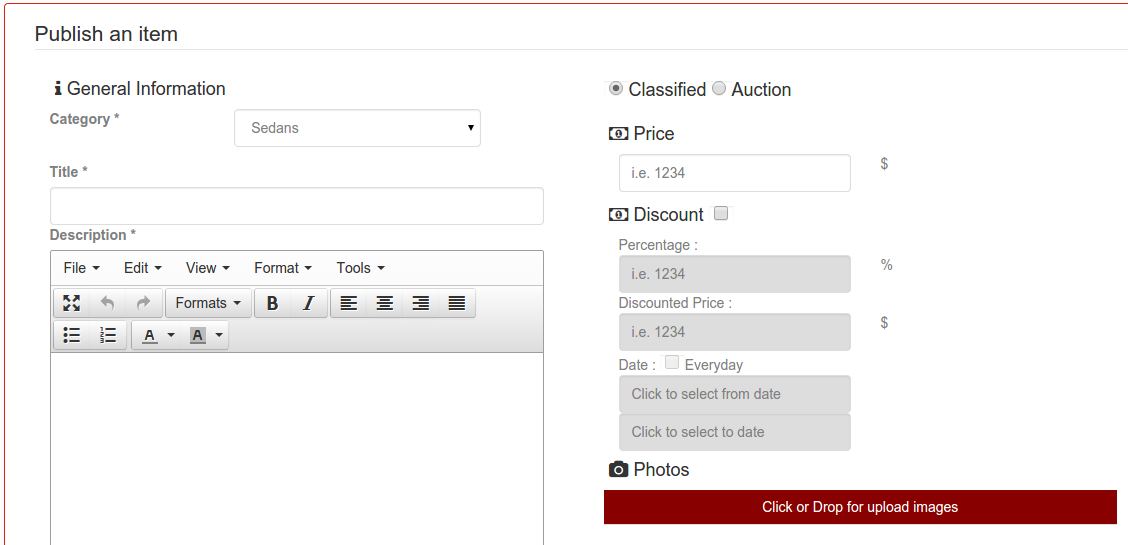 Publish an item
General Information
Category *
Sedans
Title *
Description *
File Edit View Format Tools
Formats B I
A A
Classified Auction
Price
i.e. 1234 $
Discount
Percentage :
i.e. 1234 %
Discounted Price :
i.e. 1234 $
Date : Everyday
Click to select from date
Click to select to date
Photos
Click or Drop for upload images